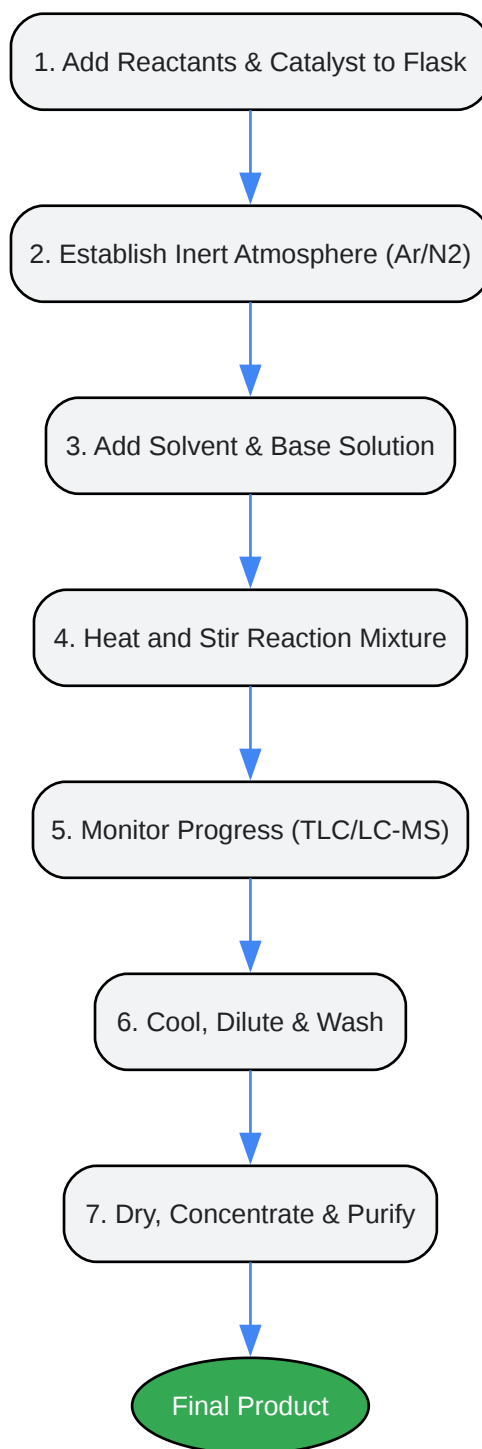 1. Add Reactants & Catalyst to Flask
2. Establish Inert Atmosphere (Ar/N2)
3. Add Solvent & Base Solution
4. Heat and Stir Reaction Mixture
5. Monitor Progress (TLC/LC-MS)
6. Cool, Dilute & Wash
7. Dry, Concentrate & Purify
Final Product